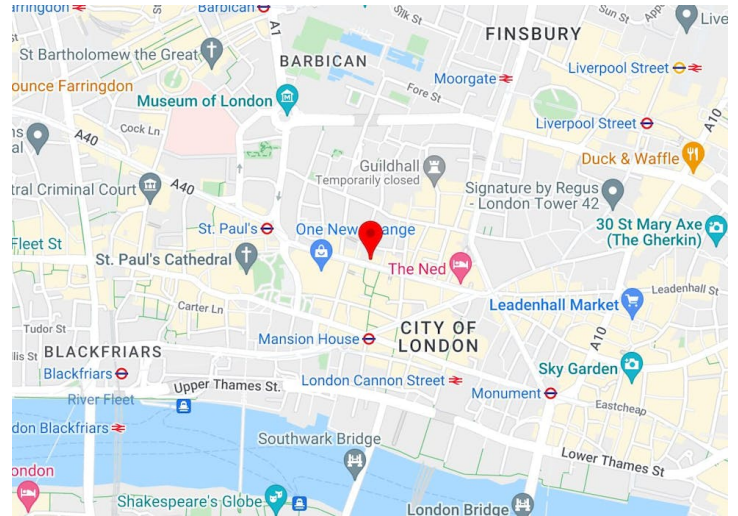 arringdon
Barbican
A1
Silk St
Sun St
Appo
Live
FINSBURY
St Bartholomew the Great
BARBICAN
Moorgate
Liverpool Street
ounce Farringdon
Fore St
Museum of London
A10
Cock Ln
Liverpool Street
A40
Guildhall
Temporarily closed
Duck & Waffle
tral Criminal Court
A40
Signature by Regus
- London Tower 42
St. Paul's
One New
ange
30 St Mary Axe
(The Gherkin)
Fleet St
St. Paul's Cathedral
The Ned
Leadenhall St
Carter Ln
Leadenhall Market
Tudor St
Mansion House
CITY OF
LONDON
A10
llis St
BLACKFRIARS
Sky Garden
Blackfriars
Upper Thames St.
London Cannon Street
Monument
River Fleet
Eastcheap
don Blackfriars
Southwark Bridge
Lower Thames St
ondon
Shakespeare's Globe
London Bridge